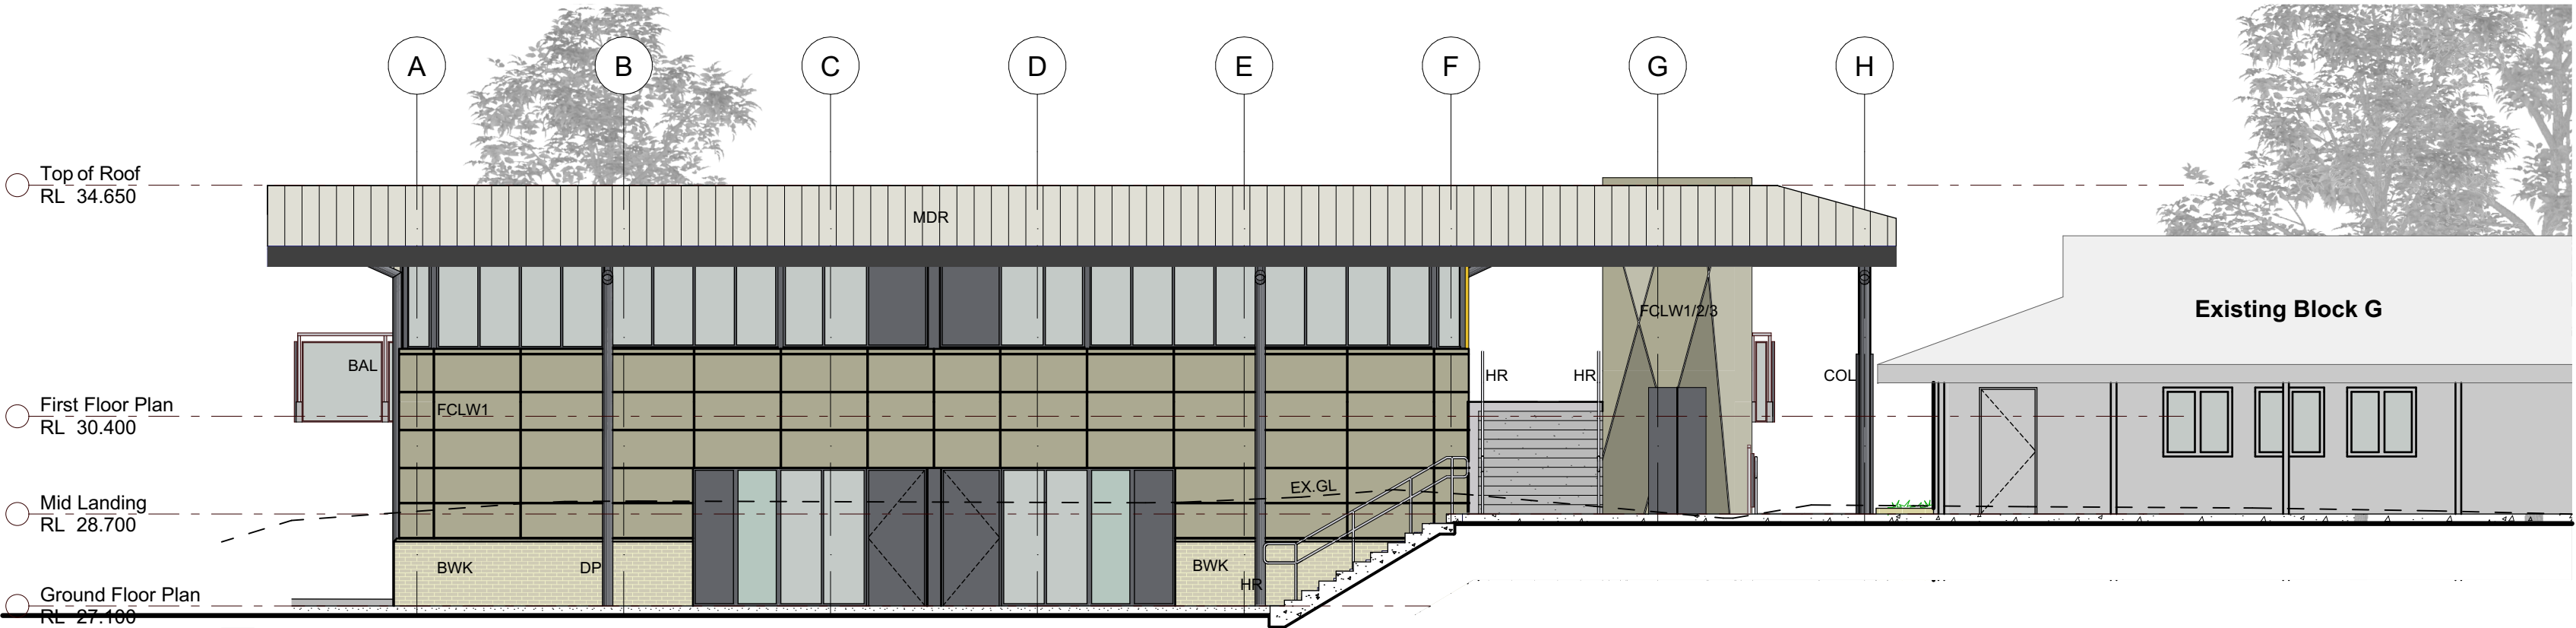 A
B
C
D
E
F
G
H
Top of Roof
RL 34.650
MDR
Existing Block G
FCLW1/2/3
BAL
HR
HR
COL
First Floor Plan
RL 30.400
FCLW1
EX.GL
Mid Landing
RL 28.700
BWK
DP
BWK
HR
Ground Floor Plan
RL 27.100